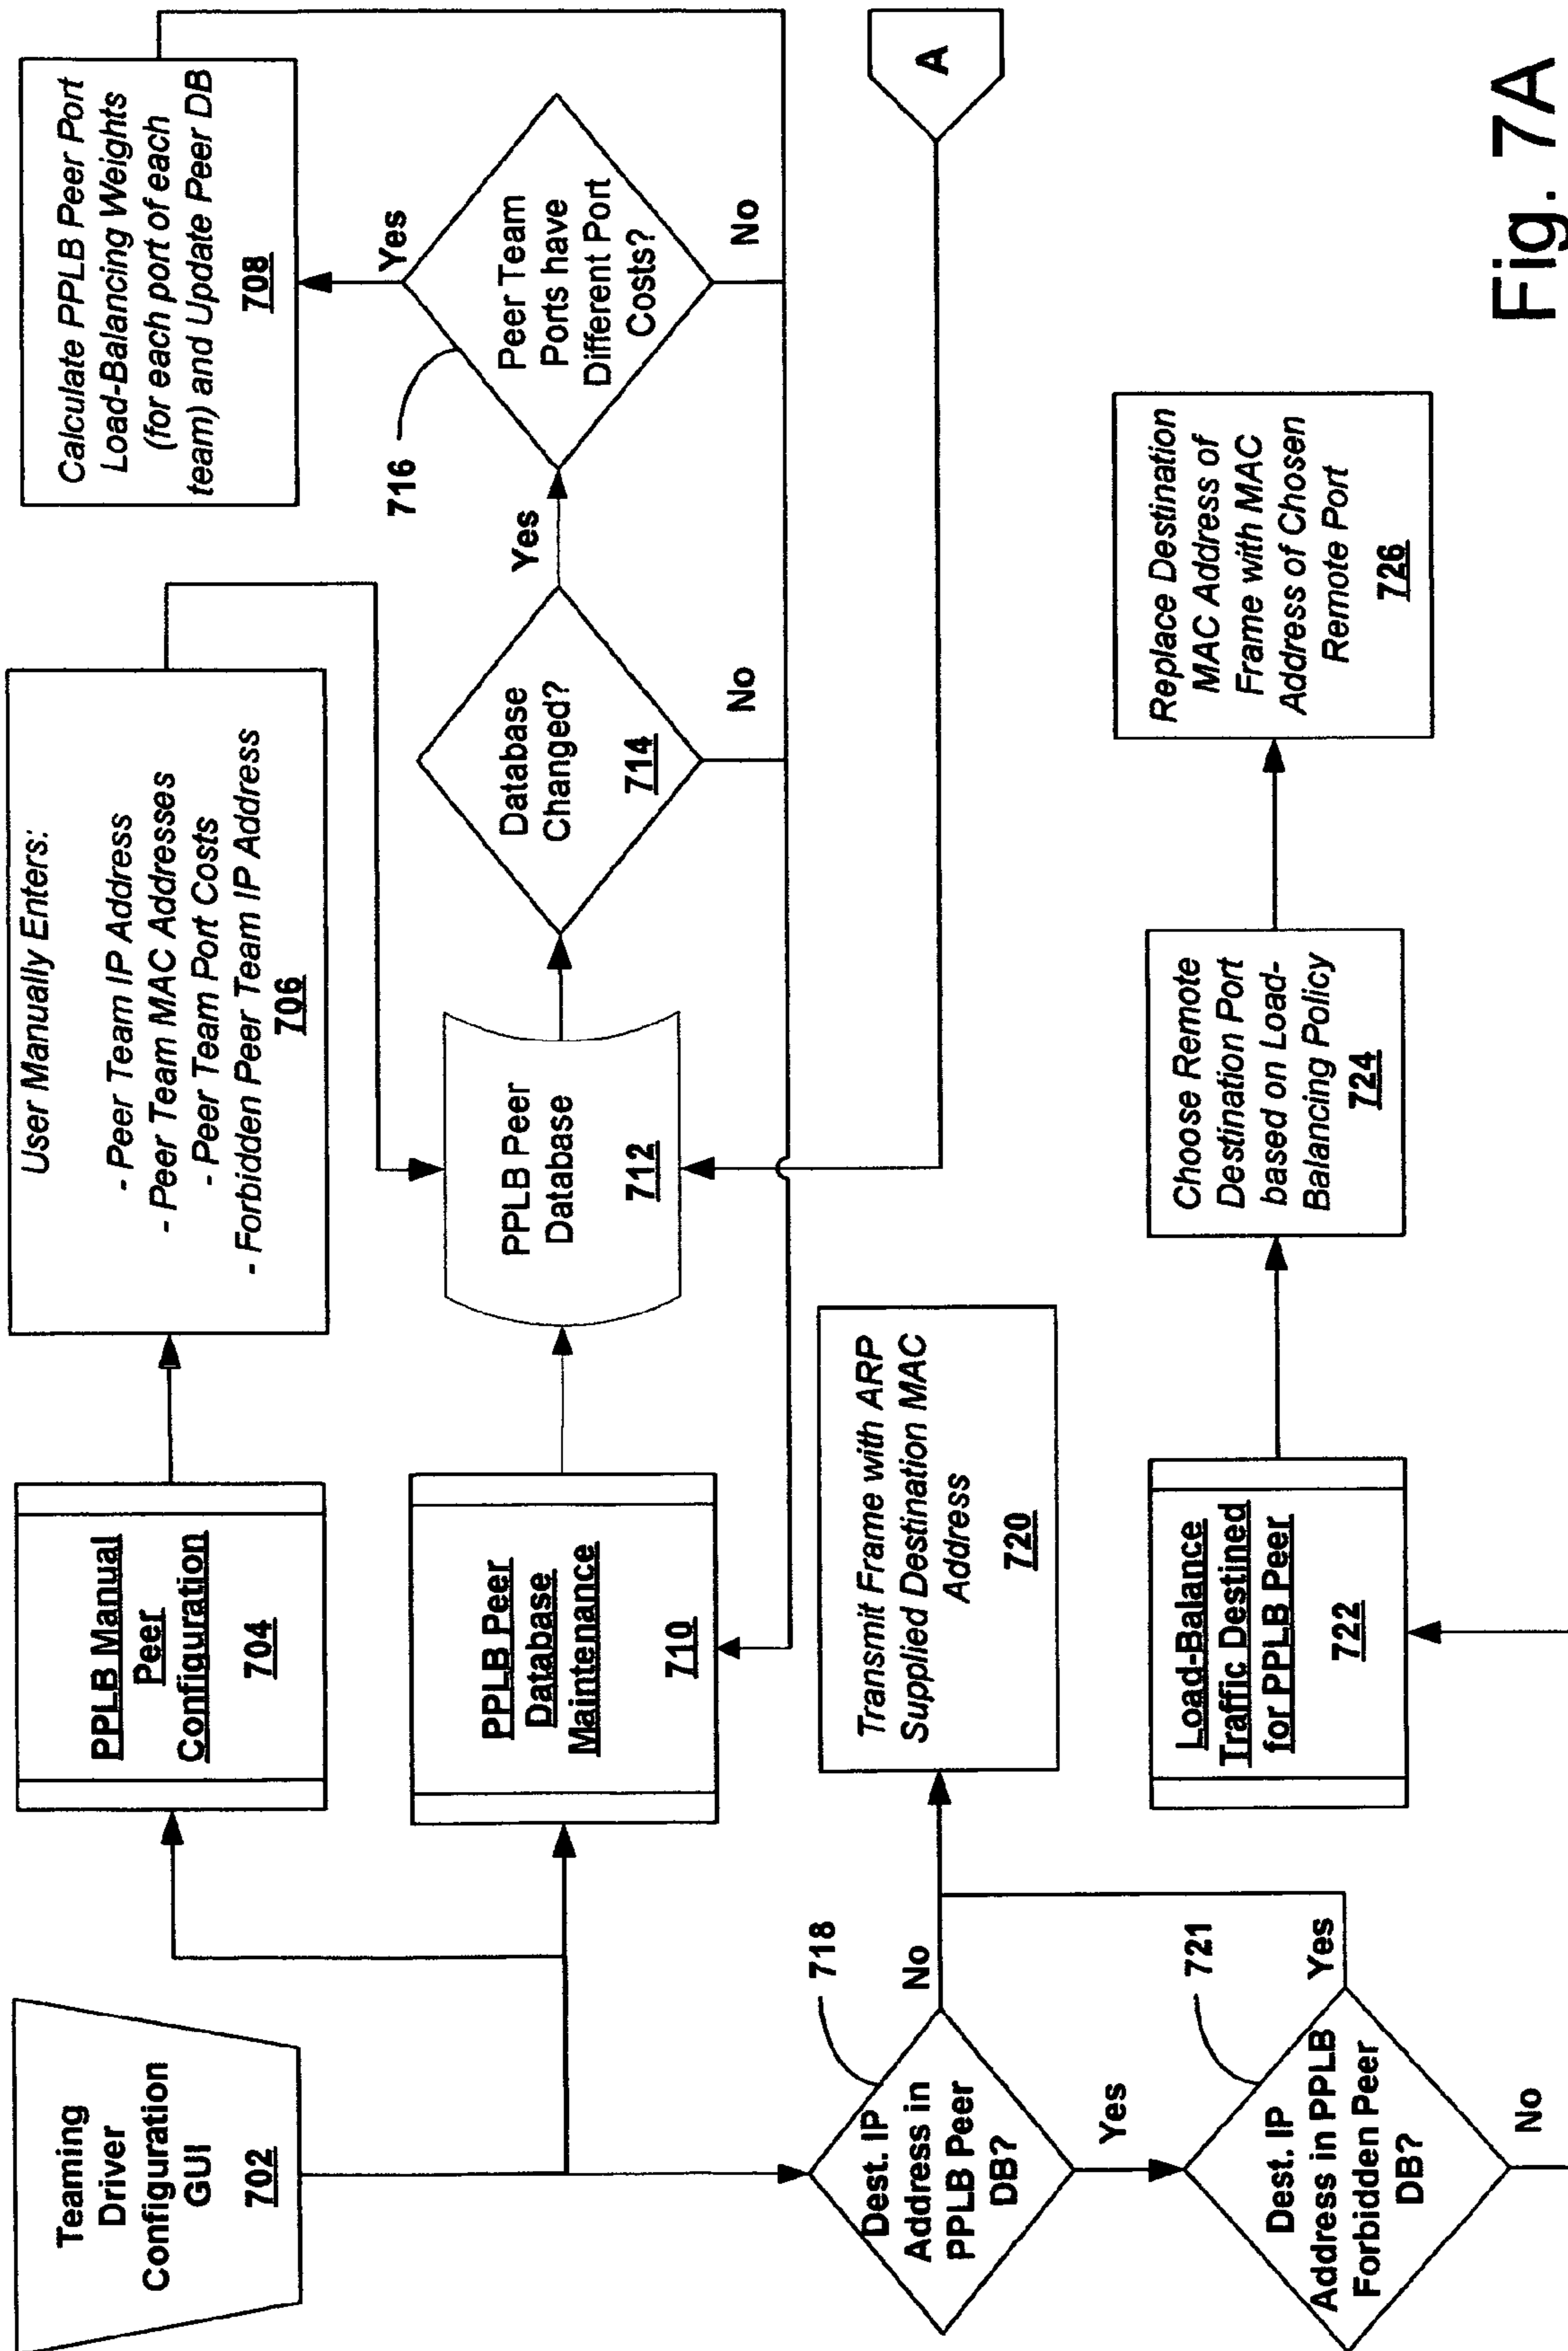 Teaming
Driver
Configuration
GUI
702
PPLB Manual
Peer
Configuration
704
User Manually Enters:
- Peer Team IP Address
- Peer Team MAC Addresses
- Peer Team Port Costs
- Forbidden Peer Team IP Address
706
Calculate PPLB Peer Port
Load-Balancing Weights
(for each port of each
team) and Update Peer DB
708
PPLB Peer
Database
Maintenance
710
PPLB Peer
Database
712
Database
Changed?
714
Yes
No
716
Peer Team
Ports have
Different Port
Costs?
Yes
No
A
718
Dest. IP
Address in
PPLB Peer
DB?
No
Yes
Transmit Frame with ARP
Supplied Destination MAC
Address
720
721
Dest. IP
Address in PPLB
Forbidden Peer
DB?
Yes
No
Load-Balance
Traffic Destined
for PPLB Peer
722
Choose Remote
Destination Port
based on Load-
Balancing Policy
724
Replace Destination
MAC Address of
Frame with MAC
Address of Chosen
Remote Port
726
Fig. 7A